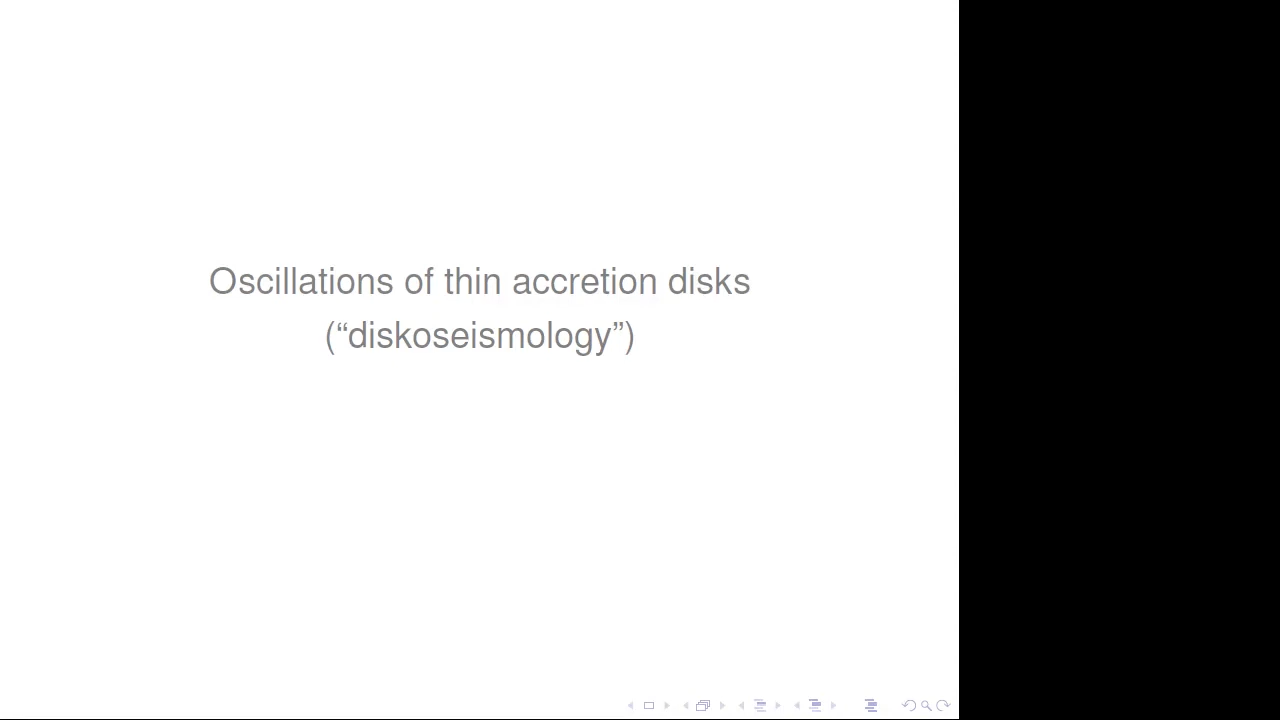 Oscillations of thin accretion disks
(“diskoseismology”)